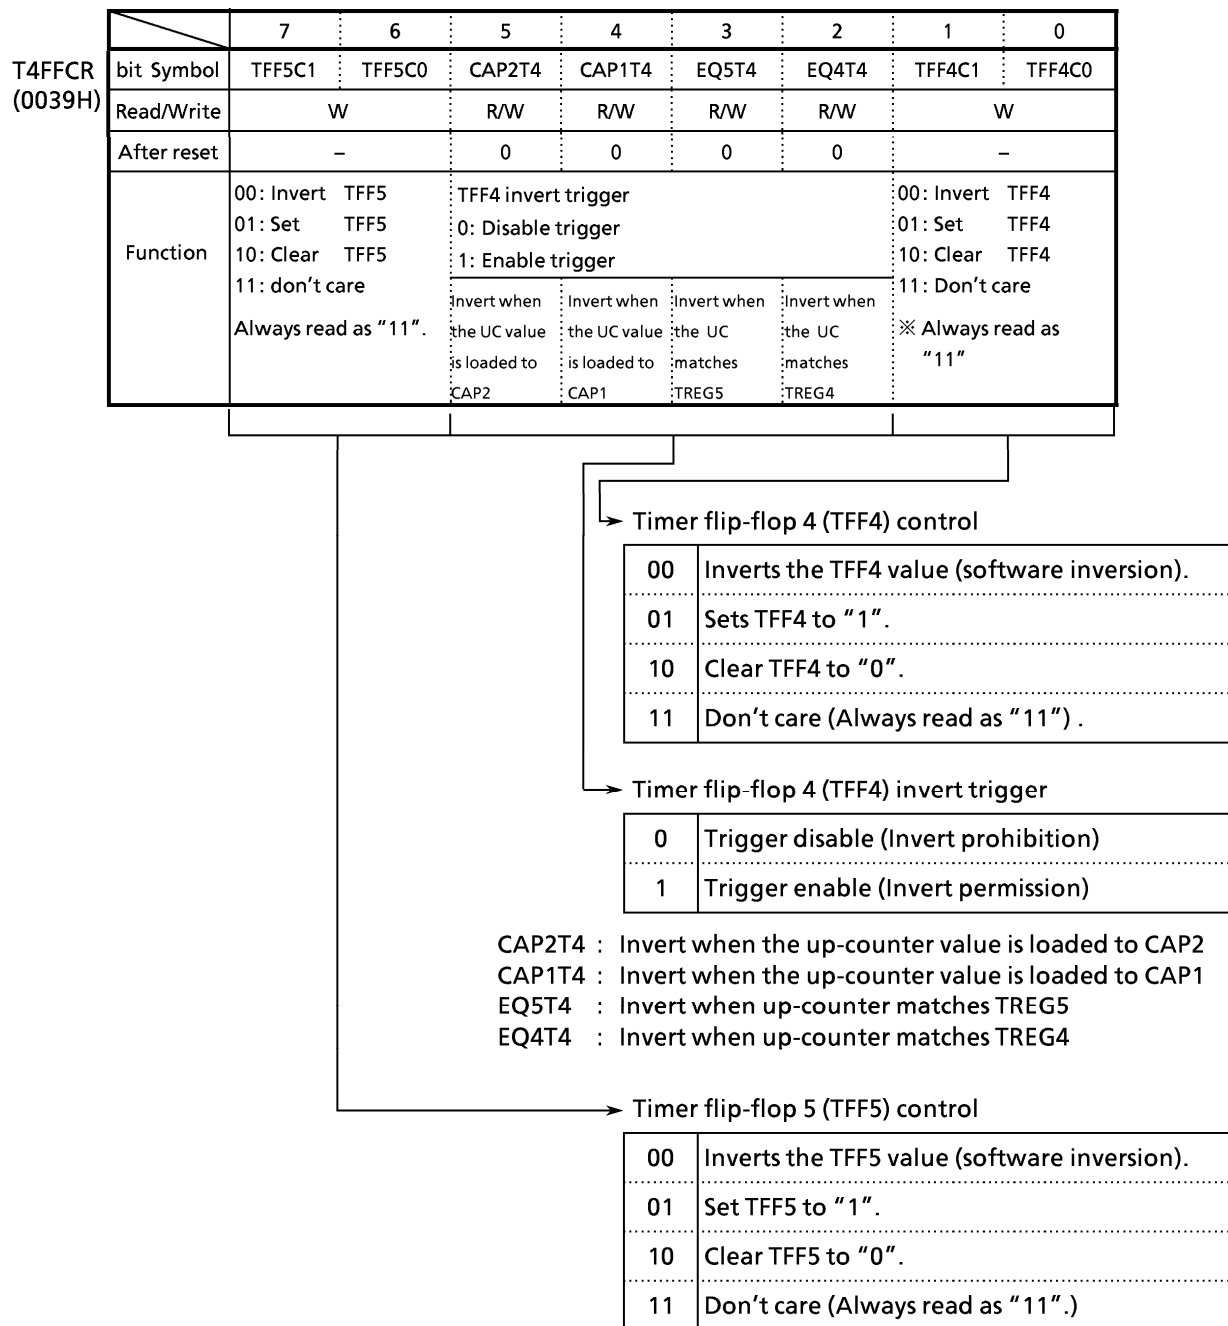 7 6 5 4 3 2 1 0
T4FFCR
(0039H)
bit Symbol TFF5C1 TFF5C0 CAP2T4 CAP1T4 EQ5T4 EQ4T4 TFF4C1 TFF4C0
Read/Write W R/W R/W R/W R/W W
After reset – 0 0 0 0 –
Function
00: Invert TFF5
01: Set TFF5
10: Clear TFF5
11: don't care
Always read as "11".
TFF4 invert trigger
0: Disable trigger
1: Enable trigger
Invert when
the UC value
is loaded to
CAP2
Invert when
the UC value
is loaded to
CAP1
Invert when
the UC
matches
TREG5
Invert when
the UC
matches
TREG4
00: Invert TFF4
01: Set TFF4
10: Clear TFF4
11: Don't care
※ Always read as
"11"
Timer flip-flop 4 (TFF4) control
00 Inverts the TFF4 value (software inversion).
01 Sets TFF4 to "1".
10 Clear TFF4 to "0".
11 Don't care (Always read as "11") .
Timer flip-flop 4 (TFF4) invert trigger
0 Trigger disable (Invert prohibition)
1 Trigger enable (Invert permission)
CAP2T4 : Invert when the up-counter value is loaded to CAP2
CAP1T4 : Invert when the up-counter value is loaded to CAP1
EQ5T4 : Invert when up-counter matches TREG5
EQ4T4 : Invert when up-counter matches TREG4
Timer flip-flop 5 (TFF5) control
00 Inverts the TFF5 value (software inversion).
01 Set TFF5 to "1".
10 Clear TFF5 to "0".
11 Don't care (Always read as "11".)